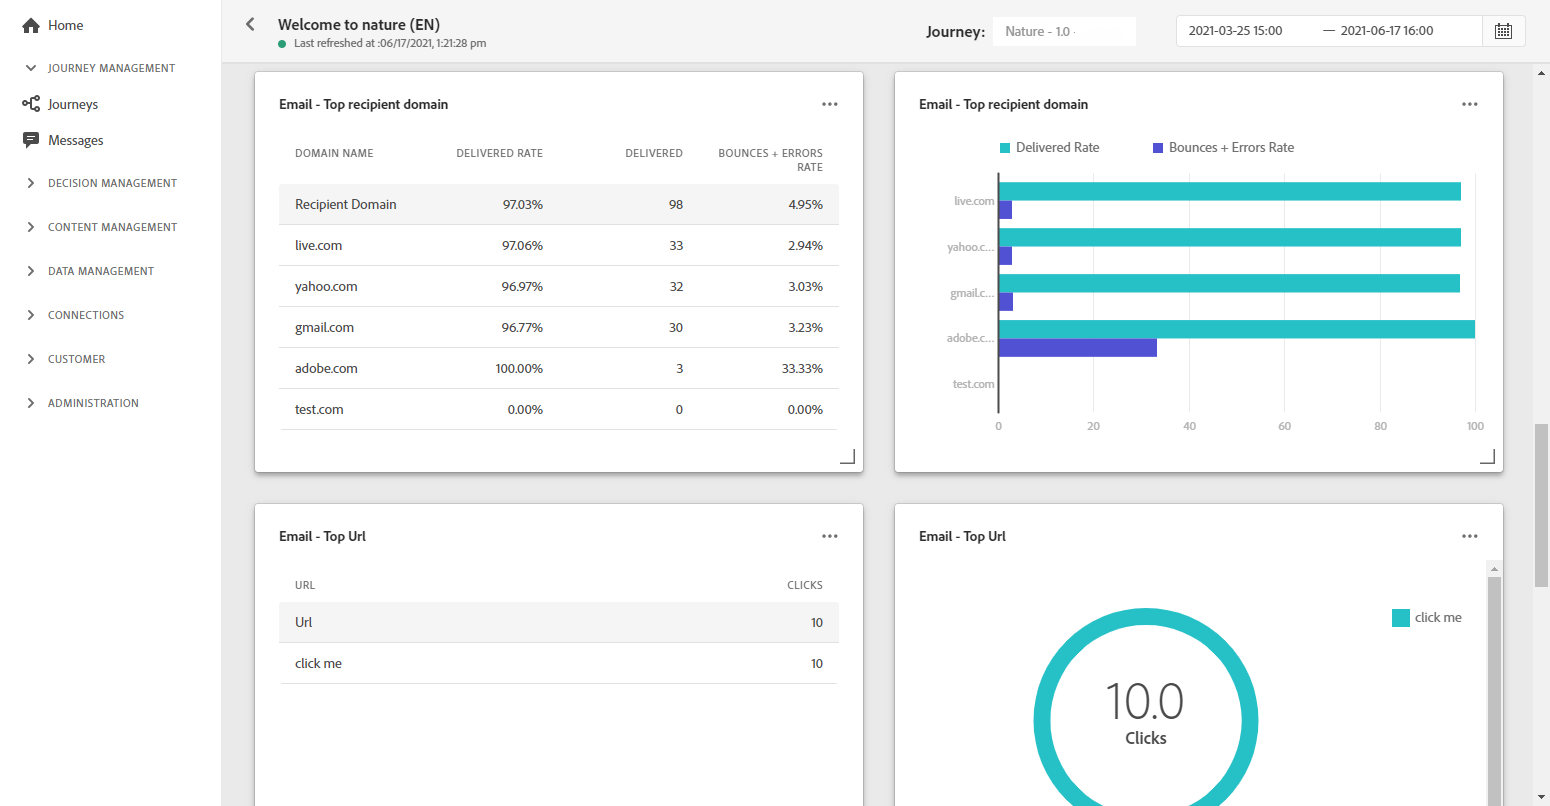 Home
JOURNEY MANAGEMENT
Journeys
Messages
DECISION MANAGEMENT
CONTENT MANAGEMENT
DATA MANAGEMENT
CONNECTIONS
CUSTOMER
ADMINISTRATION
Welcome to nature (EN)
Last refreshed at :06/17/2021, 1:21:28 pm
Journey: Nature - 1.0 ·
2021-03-25 15:00 — 2021-06-17 16:00
Email - Top recipient domain
DOMAIN NAME DELIVERED RATE DELIVERED BOUNCES + ERRORS
RATE
Recipient Domain 97.03% 98 4.95%
live.com 97.06% 33 2.94%
yahoo.com 96.97% 32 3.03%
gmail.com 96.77% 30 3.23%
adobe.com 100.00% 3 33.33%
test.com 0.00% 0 0.00%
Email - Top recipient domain
Delivered Rate Bounces + Errors Rate
live.com
yahoo.c...
gmail.c...
adobe.c...
test.com
0 20 40 60 80 100
Email - Top Url
URL CLICKS
Url 10
click me 10
Email - Top Url
click me
10.0
Clicks